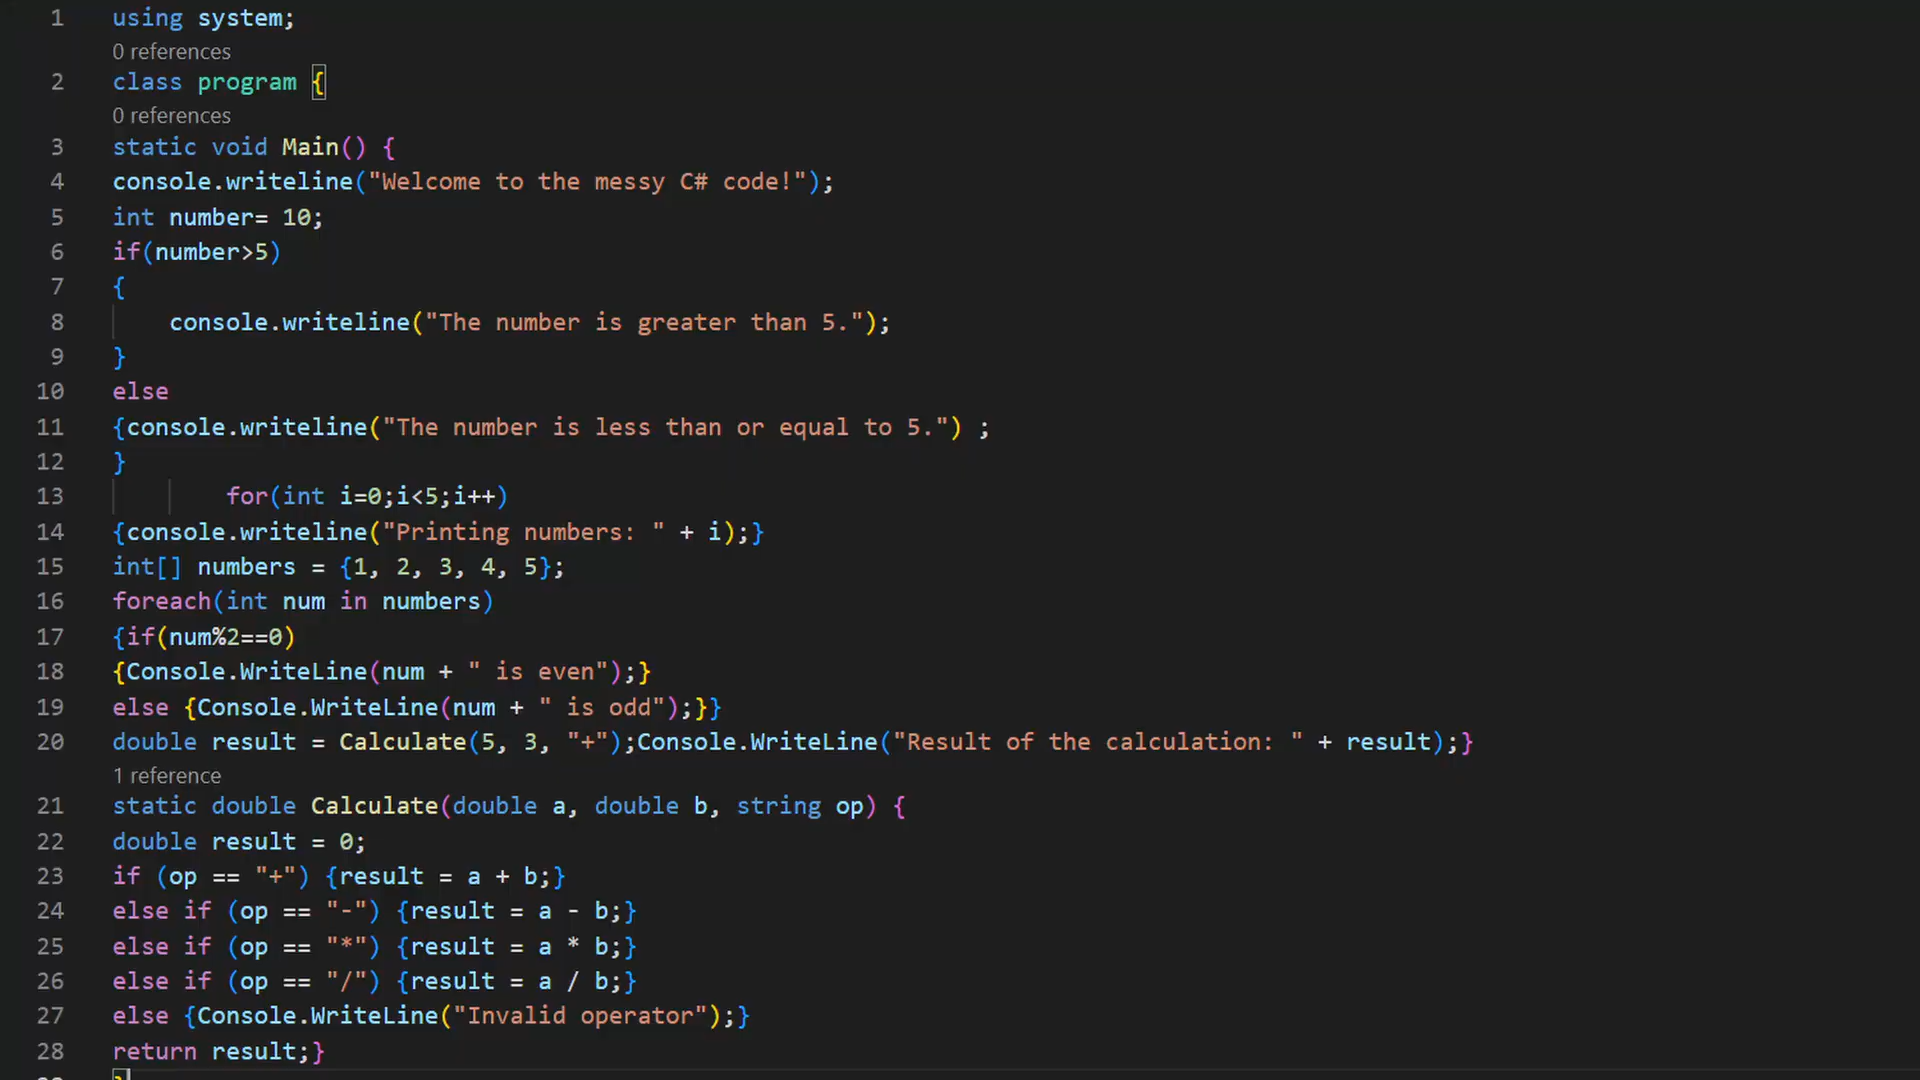 1 using system;
0 references
2 class program {
0 references
3 static void Main() {
4 console.writeline("Welcome to the messy C# code!");
5 int number= 10;
6 if(number>5)
7 {
8     console.writeline("The number is greater than 5.");
9 }
10 else
11 {console.writeline("The number is less than or equal to 5.") ;
12 }
13         for(int i=0;i<5;i++)
14 {console.writeline("Printing numbers: " + i);}
15 int[] numbers = {1, 2, 3, 4, 5};
16 foreach(int num in numbers)
17 {if(num%2==0)
18 {Console.WriteLine(num + " is even");}
19 else {Console.WriteLine(num + " is odd");}}
20 double result = Calculate(5, 3, "+");Console.WriteLine("Result of the calculation: " + result);}
1 reference
21 static double Calculate(double a, double b, string op) {
22 double result = 0;
23 if (op == "+") {result = a + b;}
24 else if (op == "-") {result = a - b;}
25 else if (op == "*") {result = a * b;}
26 else if (op == "/") {result = a / b;}
27 else {Console.WriteLine("Invalid operator");}
28 return result;}